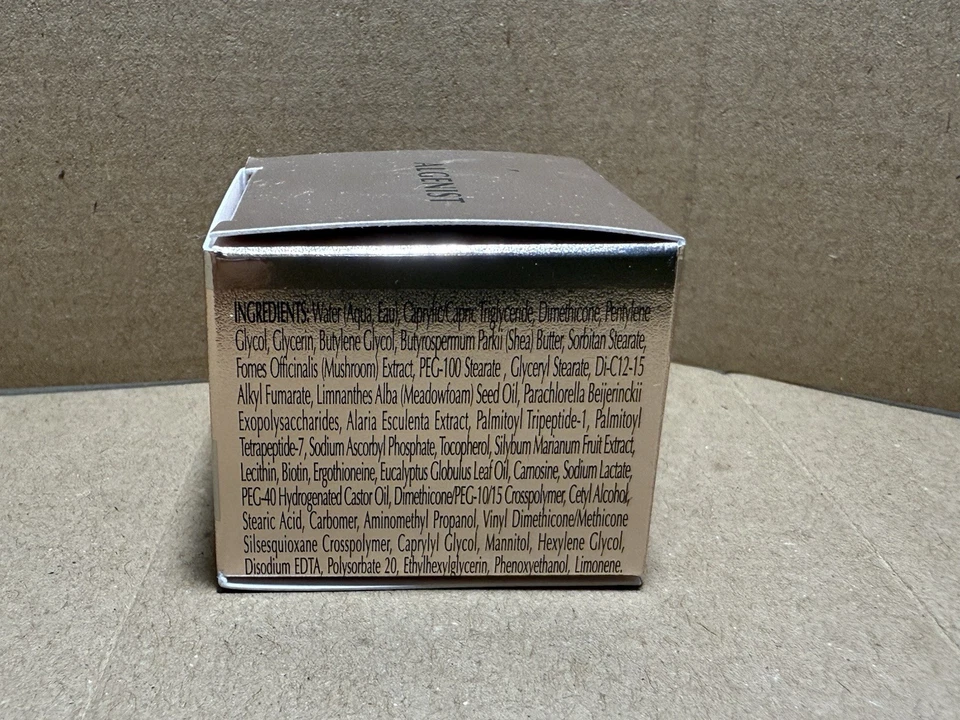 ALGENIST
INGREDIENTS: Water (Aqua, Eau), Caprylic/Capric Triglyceride, Dimethicone, Pentylene
Glycol, Glycerin, Butylene Glycol, Butyrospermum Parkii (Shea) Butter, Sorbitan Stearate,
Fomes Officinalis (Mushroom) Extract, PEG-100 Stearate , Glyceryl Stearate, Di-C12-15
Alkyl Fumarate, Limnanthes Alba (Meadowfoam) Seed Oil, Parachlorella Beijerinckii
Exopolysaccharides, Alaria Esculenta Extract, Palmitoyl Tripeptide-1, Palmitoyl
Tetrapeptide-7, Sodium Ascorbyl Phosphate, Tocopherol, Silybum Marianum Fruit Extract,
Lecithin, Biotin, Ergothioneine, Eucalyptus Globulus Leaf Oil, Carnosine, Sodium Lactate,
PEG-40 Hydrogenated Castor Oil, Dimethicone/PEG-10/15 Crosspolymer, Cetyl Alcohol,
Stearic Acid, Carbomer, Aminomethyl Propanol, Vinyl Dimethicone/Methicone
Silsesquioxane Crosspolymer, Caprylyl Glycol, Mannitol, Hexylene Glycol,
Disodium EDTA, Polysorbate 20, Ethylhexylglycerin, Phenoxyethanol, Limonene.